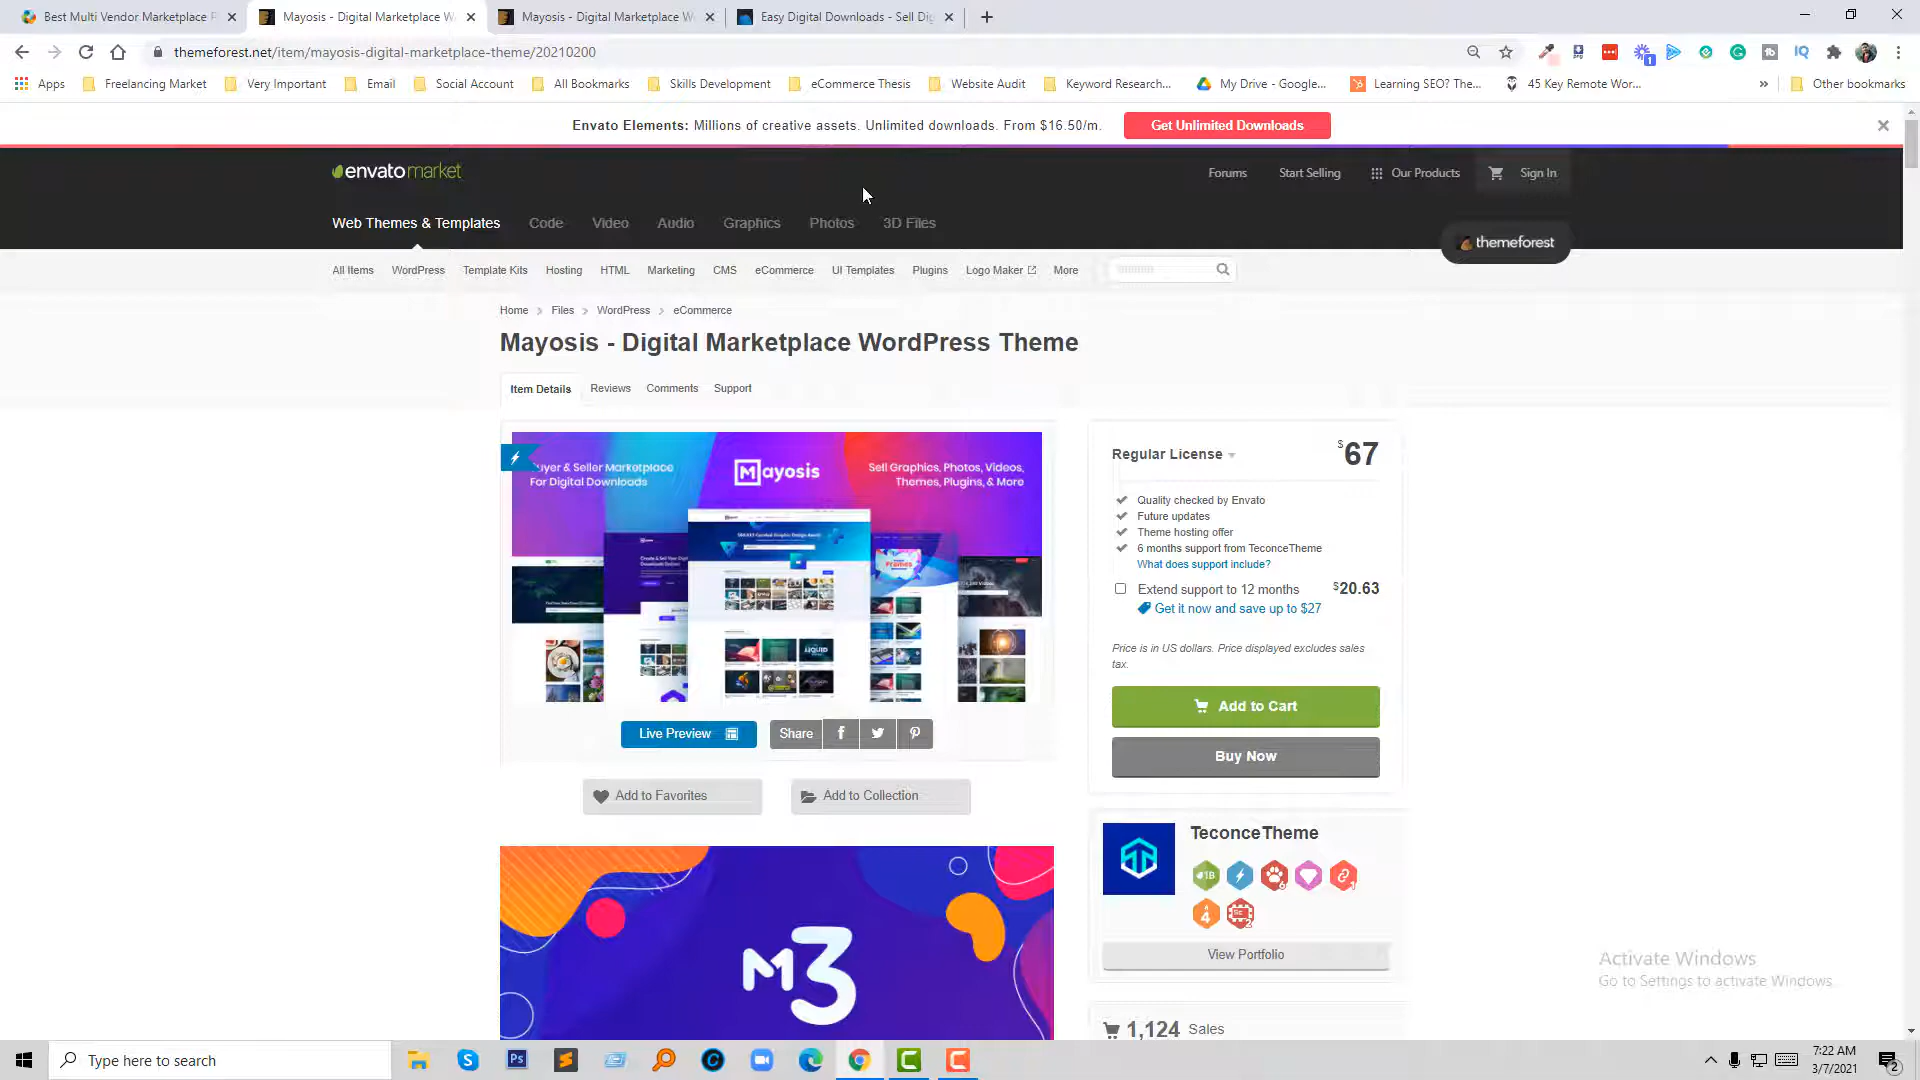 Best Multi Vendor Marketplace
Mayosis - Digital Marketplace W
Mayosis - Digital Marketplace W
Easy Digital Downloads - Sell Di
themeforest.net/item/mayosis-digital-marketplace-theme/20210200
Apps
Freelancing Market
Very Important
Email
Social Account
All Bookmarks
Skills Development
eCommerce Thesis
Website Audit
Keyword Research...
My Drive - Google...
Learning SEO? The...
45 Key Remote Wor...
Other bookmarks
Envato Elements: Millions of creative assets. Unlimited downloads. From $16.50/m.
Get Unlimited Downloads
envatomarket
Forums
Start Selling
Our Products
Sign In
Web Themes & Templates
Code
Video
Audio
Graphics
Photos
3D Files
themeforest
All Items
WordPress
Template Kits
Hosting
HTML
Marketing
CMS
eCommerce
UI Templates
Plugins
Logo Maker
More
Home > Files > WordPress > eCommerce
Mayosis - Digital Marketplace WordPress Theme
Item Details
Reviews
Comments
Support
Buyer & Seller Marketplace
For Digital Downloads
Mayosis
Sell Graphics, Photos, Videos,
Themes, Plugins, & More
Live Preview
Share
Add to Favorites
Add to Collection
M3
Regular License
$67
Quality checked by Envato
Future updates
Theme hosting offer
6 months support from TeconceTheme
What does support include?
Extend support to 12 months
$20.63
Get it now and save up to $27
Price is in US dollars. Price displayed excludes sales
tax.
Add to Cart
Buy Now
TeconceTheme
View Portfolio
1,124 Sales
Activate Windows
Go to Settings to activate Windows.
Type here to search
7:22 AM
3/7/2021